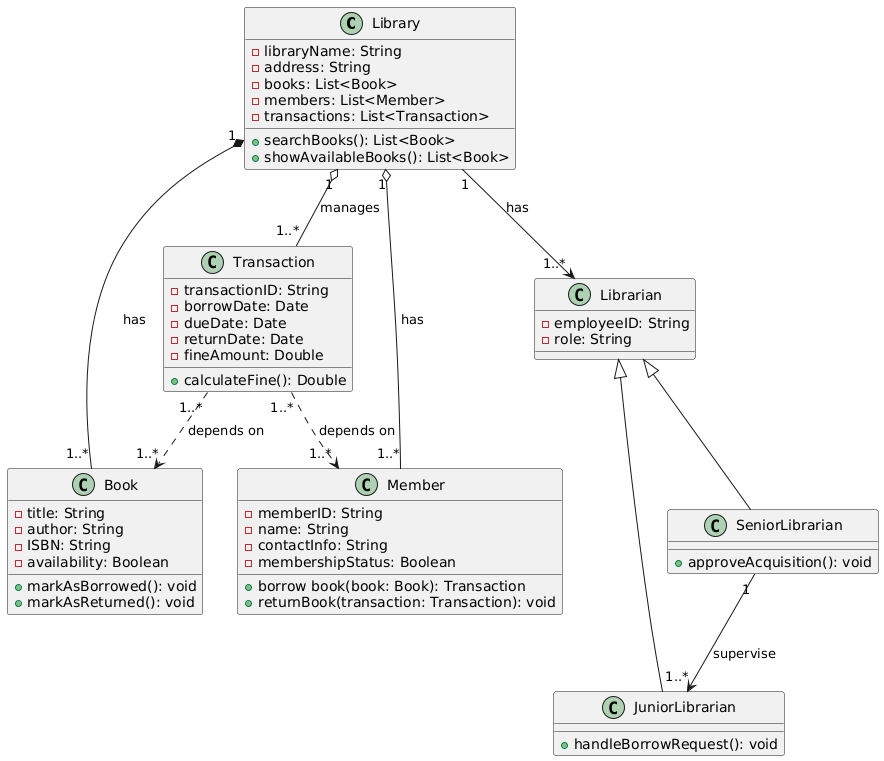 C Library
libraryName: String
address: String
books: List<Book>
members: List<Member>
transactions: List<Transaction>
searchBooks(): List<Book>
showAvailableBooks(): List<Book>
1
1
1
1
manages
has
1..*
1..*
C Transaction
transactionID: String
borrowDate: Date
dueDate: Date
returnDate: Date
fineAmount: Double
calculateFine(): Double
C Librarian
employeeID: String
role: String
has
has
1..*
1..*
depends on
depends on
1..*
1..*
1..*
1..*
C Book
title: String
author: String
ISBN: String
availability: Boolean
markAsBorrowed(): void
markAsReturned(): void
C Member
memberID: String
name: String
contactInfo: String
membershipStatus: Boolean
borrow book(book: Book): Transaction
returnBook(transaction: Transaction): void
C SeniorLibrarian
approveAcquisition(): void
1
supervise
1..*
C JuniorLibrarian
handleBorrowRequest(): void